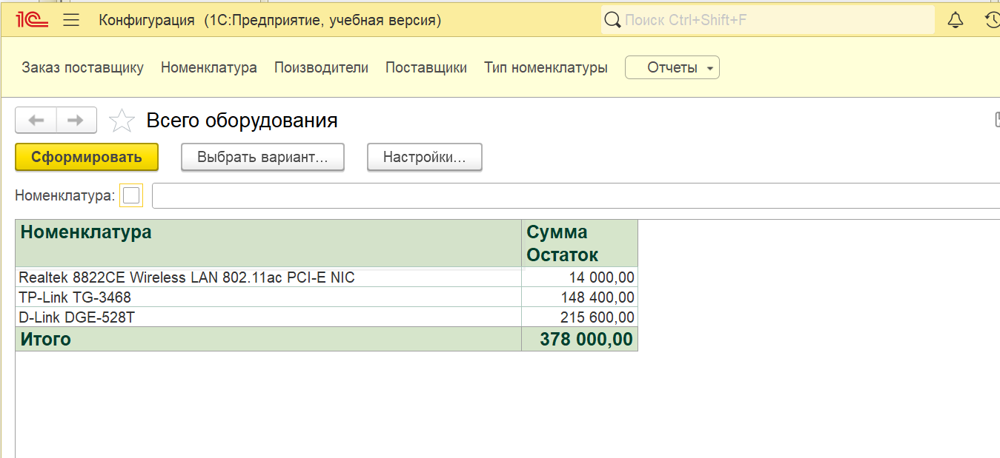 1С Конфигурация (1С:Предприятие, учебная версия) Поиск Ctrl+Shift+F
Заказ поставщику Номенклатура Поизводители Поставщики Тип номенклатуры Отчеты
Всего оборудования
Сформировать Выбрать вариант... Настройки...
Номенклатура:
Номенклатура Сумма
Остаток
Realtek 8822CE Wireless LAN 802.11ac PCI-E NIC 14 000,00
TP-Link TG-3468 148 400,00
D-Link DGE-528T 215 600,00
Итого 378 000,00